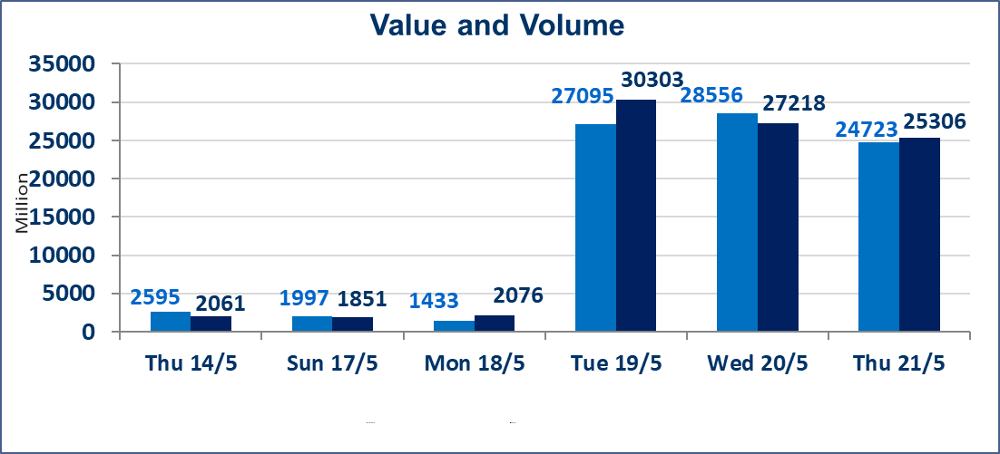 Value and Volume
Million
35000
30000
25000
20000
15000
10000
5000
0
2595
2061
1997
1851
1433
2076
27095
30303
28556
27218
24723
25306
Thu 14/5
Sun 17/5
Mon 18/5
Tue 19/5
Wed 20/5
Thu 21/5